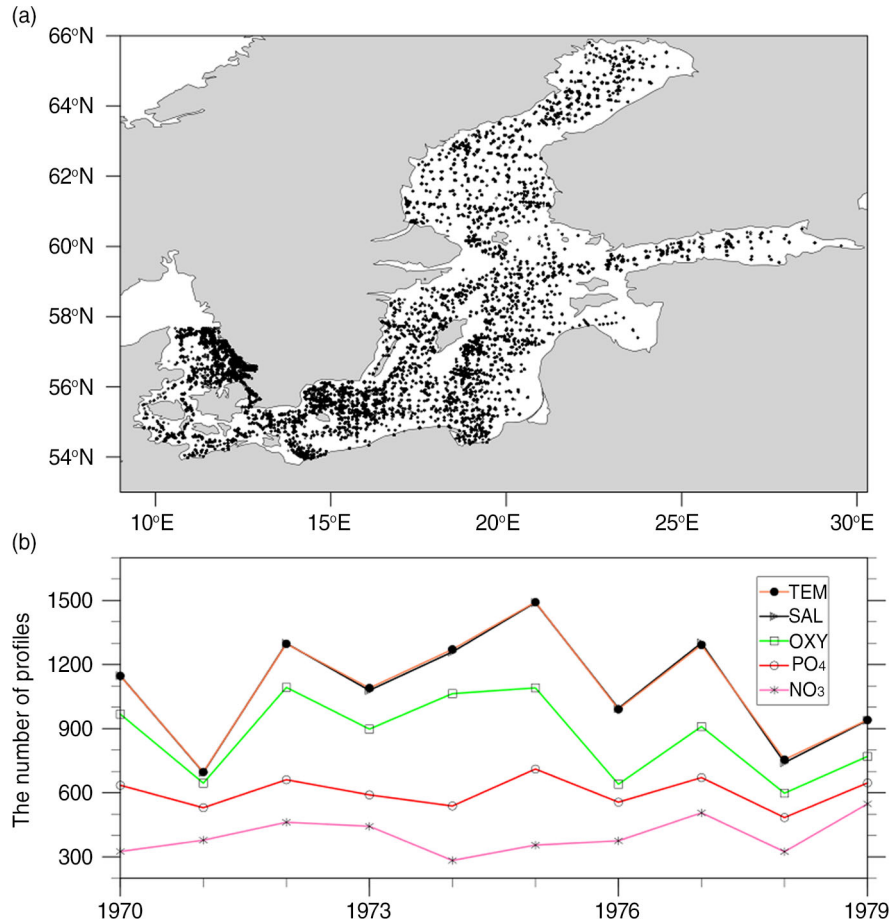 (a)
66°N
64°N
62°N
60°N
58°N
56°N
54°N
10°E 15°E 20°E 25°E 30°E
(b)
The number of profiles
1500
1200
900
600
300
TEM
SAL
OXY
PO₄
NO₃
1970 1973 1976 1979